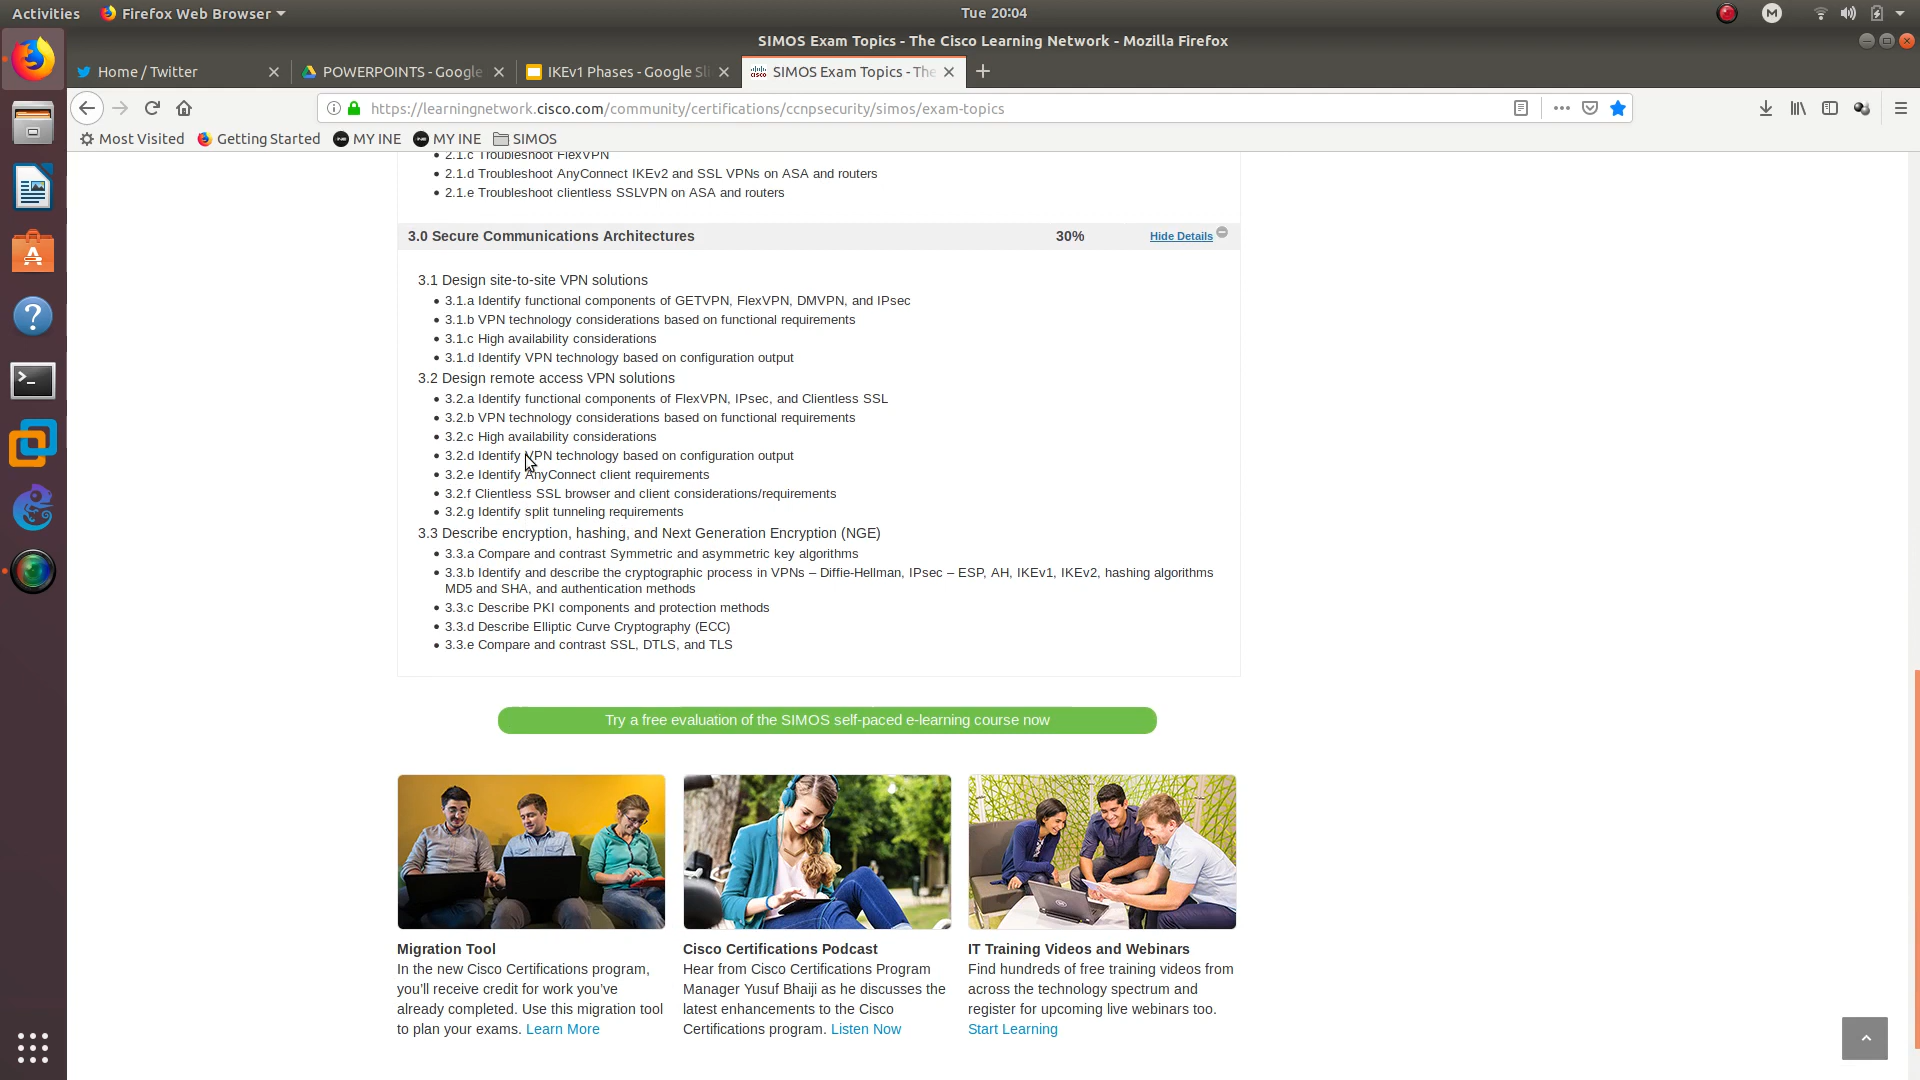 Activities
Firefox Web Browser
Tue 20:04
SIMOS Exam Topics - The Cisco Learning Network - Mozilla Firefox
Home / Twitter
POWERPOINTS - Google
IKEv1 Phases - Google Sl
SIMOS Exam Topics - The
https://learningnetwork.cisco.com/community/certifications/ccnpsecurity/simos/exam-topics
Most Visited
Getting Started
MY INE
MY INE
SIMOS
• 2.1.c Troubleshoot FlexVPN
• 2.1.d Troubleshoot AnyConnect IKEv2 and SSL VPNs on ASA and routers
• 2.1.e Troubleshoot clientless SSLVPN on ASA and routers
3.0 Secure Communications Architectures 30% Hide Details
3.1 Design site-to-site VPN solutions
• 3.1.a Identify functional components of GETVPN, FlexVPN, DMVPN, and IPsec
• 3.1.b VPN technology considerations based on functional requirements
• 3.1.c High availability considerations
• 3.1.d Identify VPN technology based on configuration output
3.2 Design remote access VPN solutions
• 3.2.a Identify functional components of FlexVPN, IPsec, and Clientless SSL
• 3.2.b VPN technology considerations based on functional requirements
• 3.2.c High availability considerations
• 3.2.d Identify VPN technology based on configuration output
• 3.2.e Identify AnyConnect client requirements
• 3.2.f Clientless SSL browser and client considerations/requirements
• 3.2.g Identify split tunneling requirements
3.3 Describe encryption, hashing, and Next Generation Encryption (NGE)
• 3.3.a Compare and contrast Symmetric and asymmetric key algorithms
• 3.3.b Identify and describe the cryptographic process in VPNs – Diffie-Hellman, IPsec – ESP, AH, IKEv1, IKEv2, hashing algorithms
MD5 and SHA, and authentication methods
• 3.3.c Describe PKI components and protection methods
• 3.3.d Describe Elliptic Curve Cryptography (ECC)
• 3.3.e Compare and contrast SSL, DTLS, and TLS
Try a free evaluation of the SIMOS self-paced e-learning course now
Migration Tool
In the new Cisco Certifications program,
you'll receive credit for work you've
already completed. Use this migration tool
to plan your exams. Learn More
Cisco Certifications Podcast
Hear from Cisco Certifications Program
Manager Yusuf Bhaiji as he discusses the
latest enhancements to the Cisco
Certifications program. Listen Now
IT Training Videos and Webinars
Find hundreds of free training videos from
across the technology spectrum and
register for upcoming live webinars too.
Start Learning